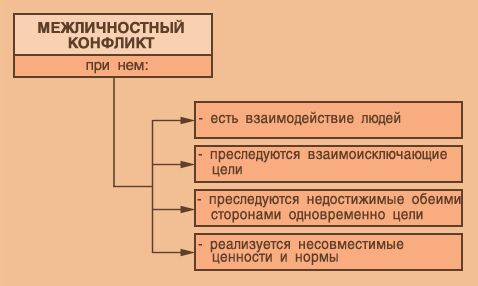 МЕЖЛИЧНОСТНЫЙ
КОНФЛИКТ
при нем:
- есть взаимодействие людей
- преследуются взаимоисключающие
цели
- преследуются недостижимые обеими
сторонами одновременно цели
- реализуется несовместимые
ценности и нормы